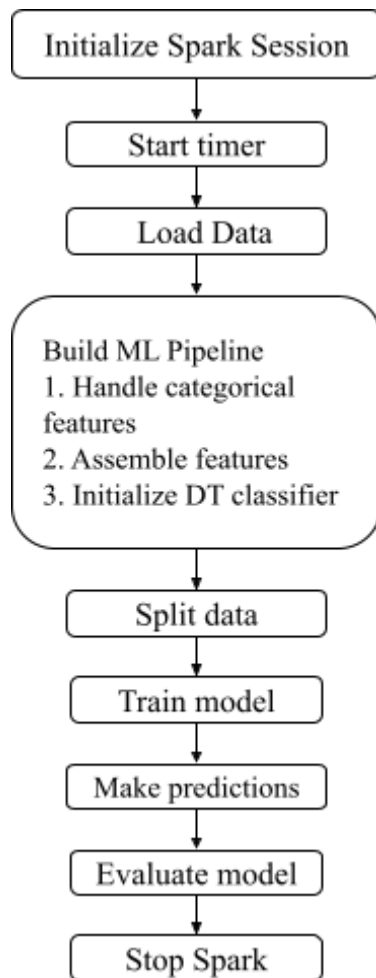 Initialize Spark Session
Start timer
Load Data
Build ML Pipeline
1. Handle categorical
features
2. Assemble features
3. Initialize DT classifier
Split data
Train model
Make predictions
Evaluate model
Stop Spark